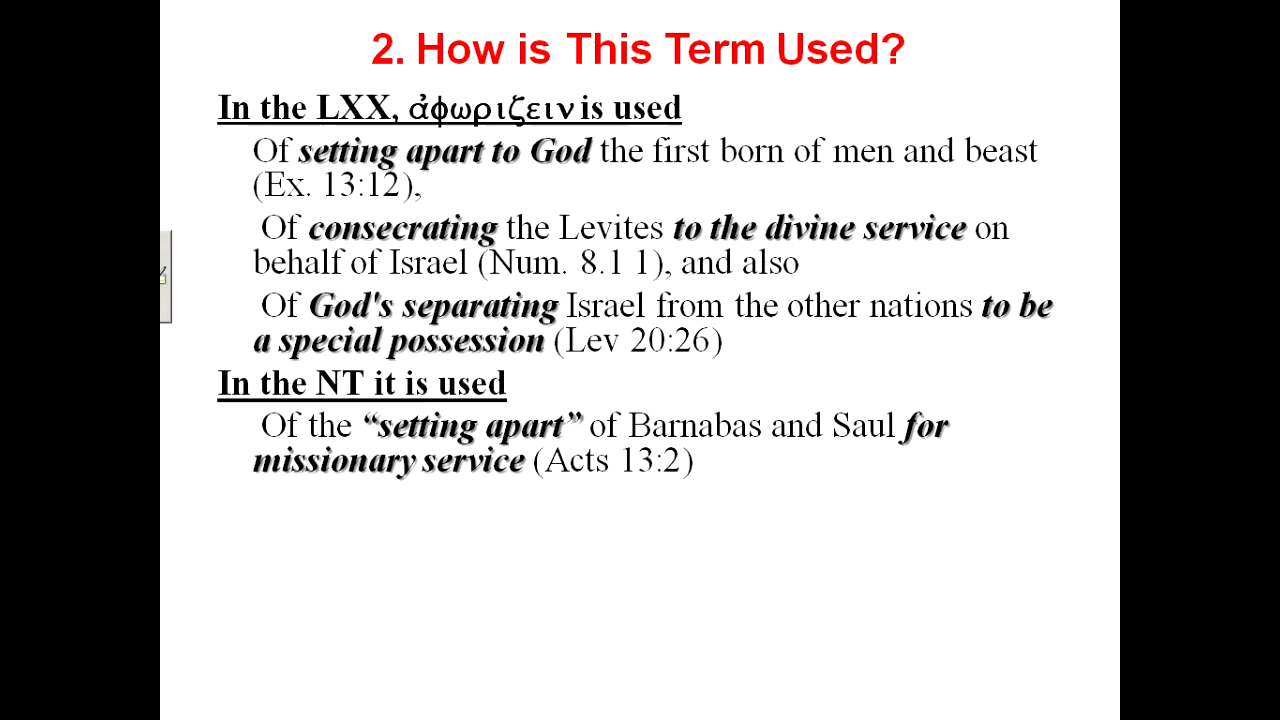 2. How is This Term Used?
In the LXX, ἀφωριζειν is used
Of setting apart to God the first born of men and beast
(Ex. 13:12),
Of consecrating the Levites to the divine service on
behalf of Israel (Num. 8.1 1), and also
Of God's separating Israel from the other nations to be
a special possession (Lev 20:26)
In the NT it is used
Of the “setting apart” of Barnabas and Saul for
missionary service (Acts 13:2)